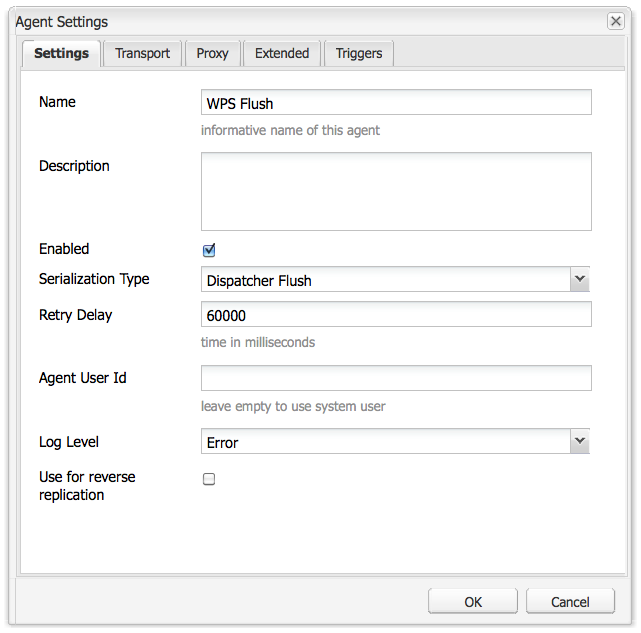 Agent Settings
Settings Transport Proxy Extended Triggers
Name WPS Flush
informative name of this agent
Description
Enabled
Serialization Type Dispatcher Flush
Retry Delay 60000
time in milliseconds
Agent User Id
leave empty to use system user
Log Level Error
Use for reverse
replication
OK Cancel